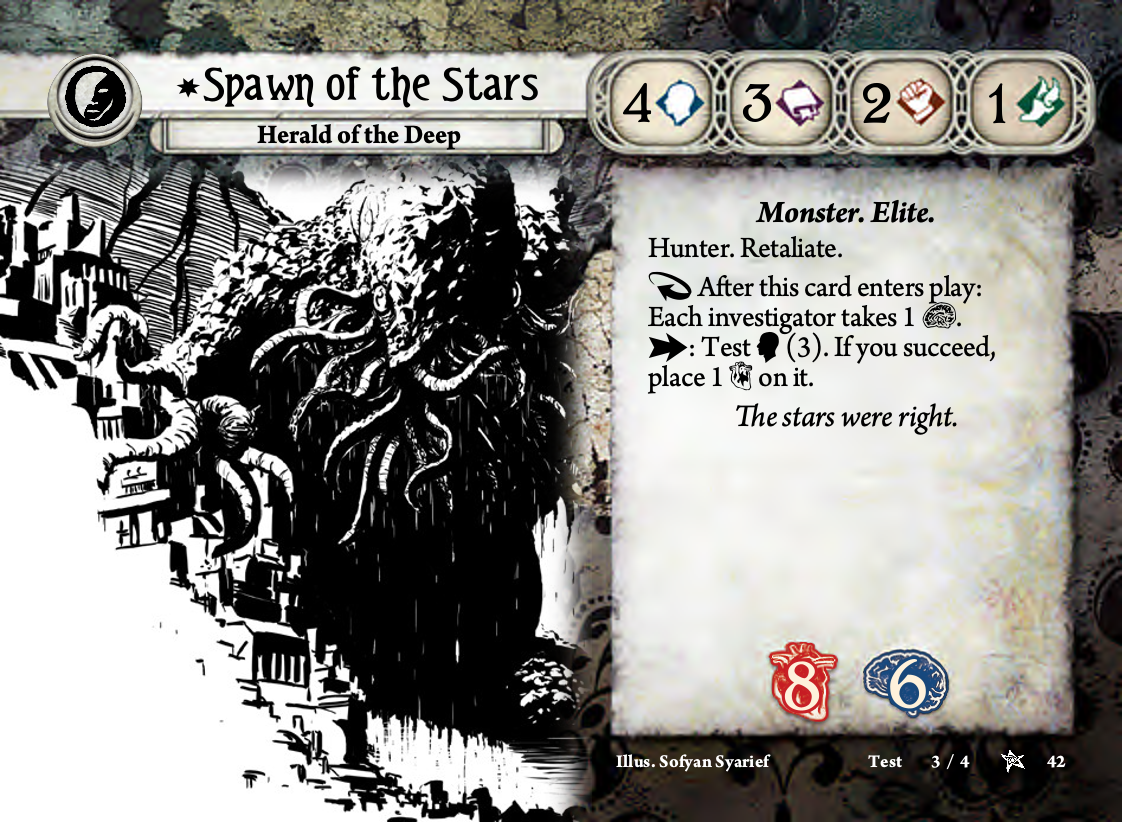 Spawn of the Stars
Herald of the Deep
4 3 2 1
Monster. Elite.
Hunter. Retaliate.
After this card enters play:
Each investigator takes 1 .
: Test (3). If you succeed,
place 1 on it.
The stars were right.
8 6
Illus. Sofyan Syarief Test 3 / 4 42